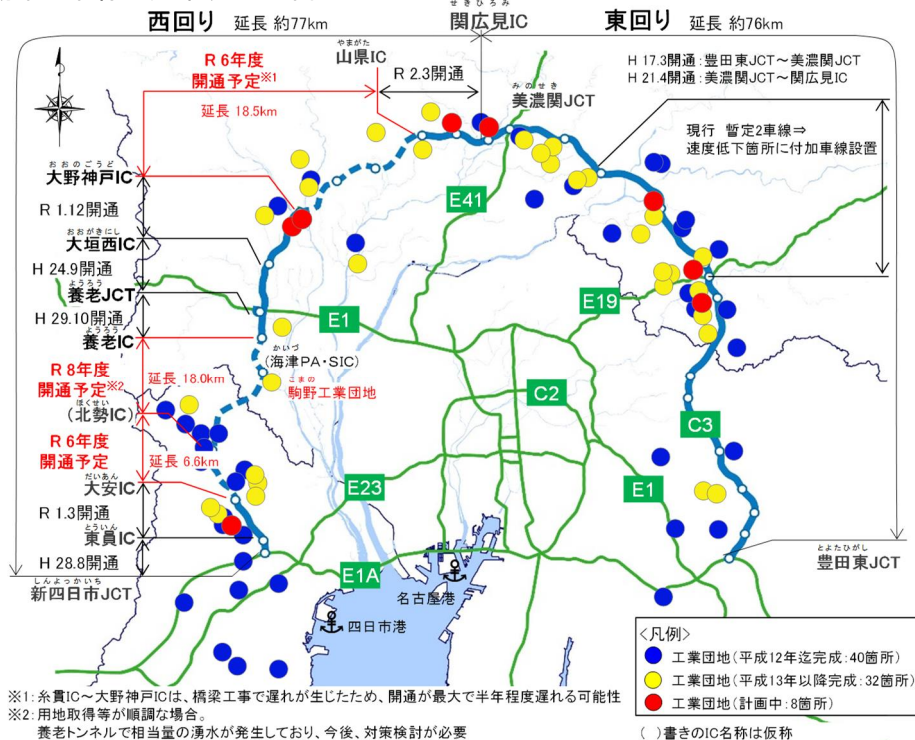 西回り 延長 約77km
せきひろみ
関広見IC
東回り 延長 約76km
H 17.3開通:豊田東JCT～美濃関JCT
H 21.4開通:美濃関JCT～関広見IC
R 6年度
開通予定※1
延長 18.5km
やまがた
山県IC
R 2.3開通
みのせき
美濃関JCT
現行 暫定2車線⇒
速度低下箇所に付加車線設置
おおのごうど
大野神戸IC
R 1.12開通
おおがきにし
大垣西IC
H 24.9開通
ようろう
養老JCT
H 29.10開通
ようろう
養老IC
R 8年度
開通予定※2
延長 18.0km
ほくせい
(北勢IC)
R 6年度
開通予定
延長 6.6km
だいあん
大安IC
R 1.3開通
とういん
東員IC
H 28.8開通
しんよっかいち
新四日市JCT
E41
E19
E1
かいづ
(海津PA・SIC)
こまの
駒野工業団地
C2
C3
E23
E1
E1A
名古屋港
四日市港
とよたひがし
豊田東JCT
<凡例>
工業団地(平成12年迄完成:40箇所)
工業団地(平成13年以降完成:32箇所)
工業団地(計画中:8箇所)
( )書きのIC名称は仮称
※1:糸貫IC～大野神戸ICは、橋梁工事で遅れが生じたため、開通が最大で半年程度遅れる可能性
※2:用地取得等が順調な場合。
養老トンネルで相当量の湧水が発生しており、今後、対策検討が必要